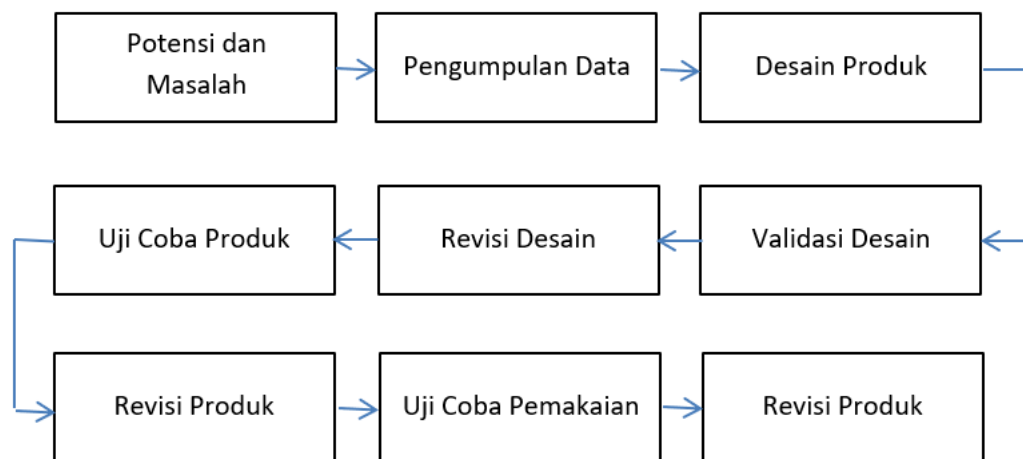 Potensi dan
Masalah
Pengumpulan Data
Desain Produk
Uji Coba Produk
Revisi Desain
Validasi Desain
Revisi Produk
Uji Coba Pemakaian
Revisi Produk